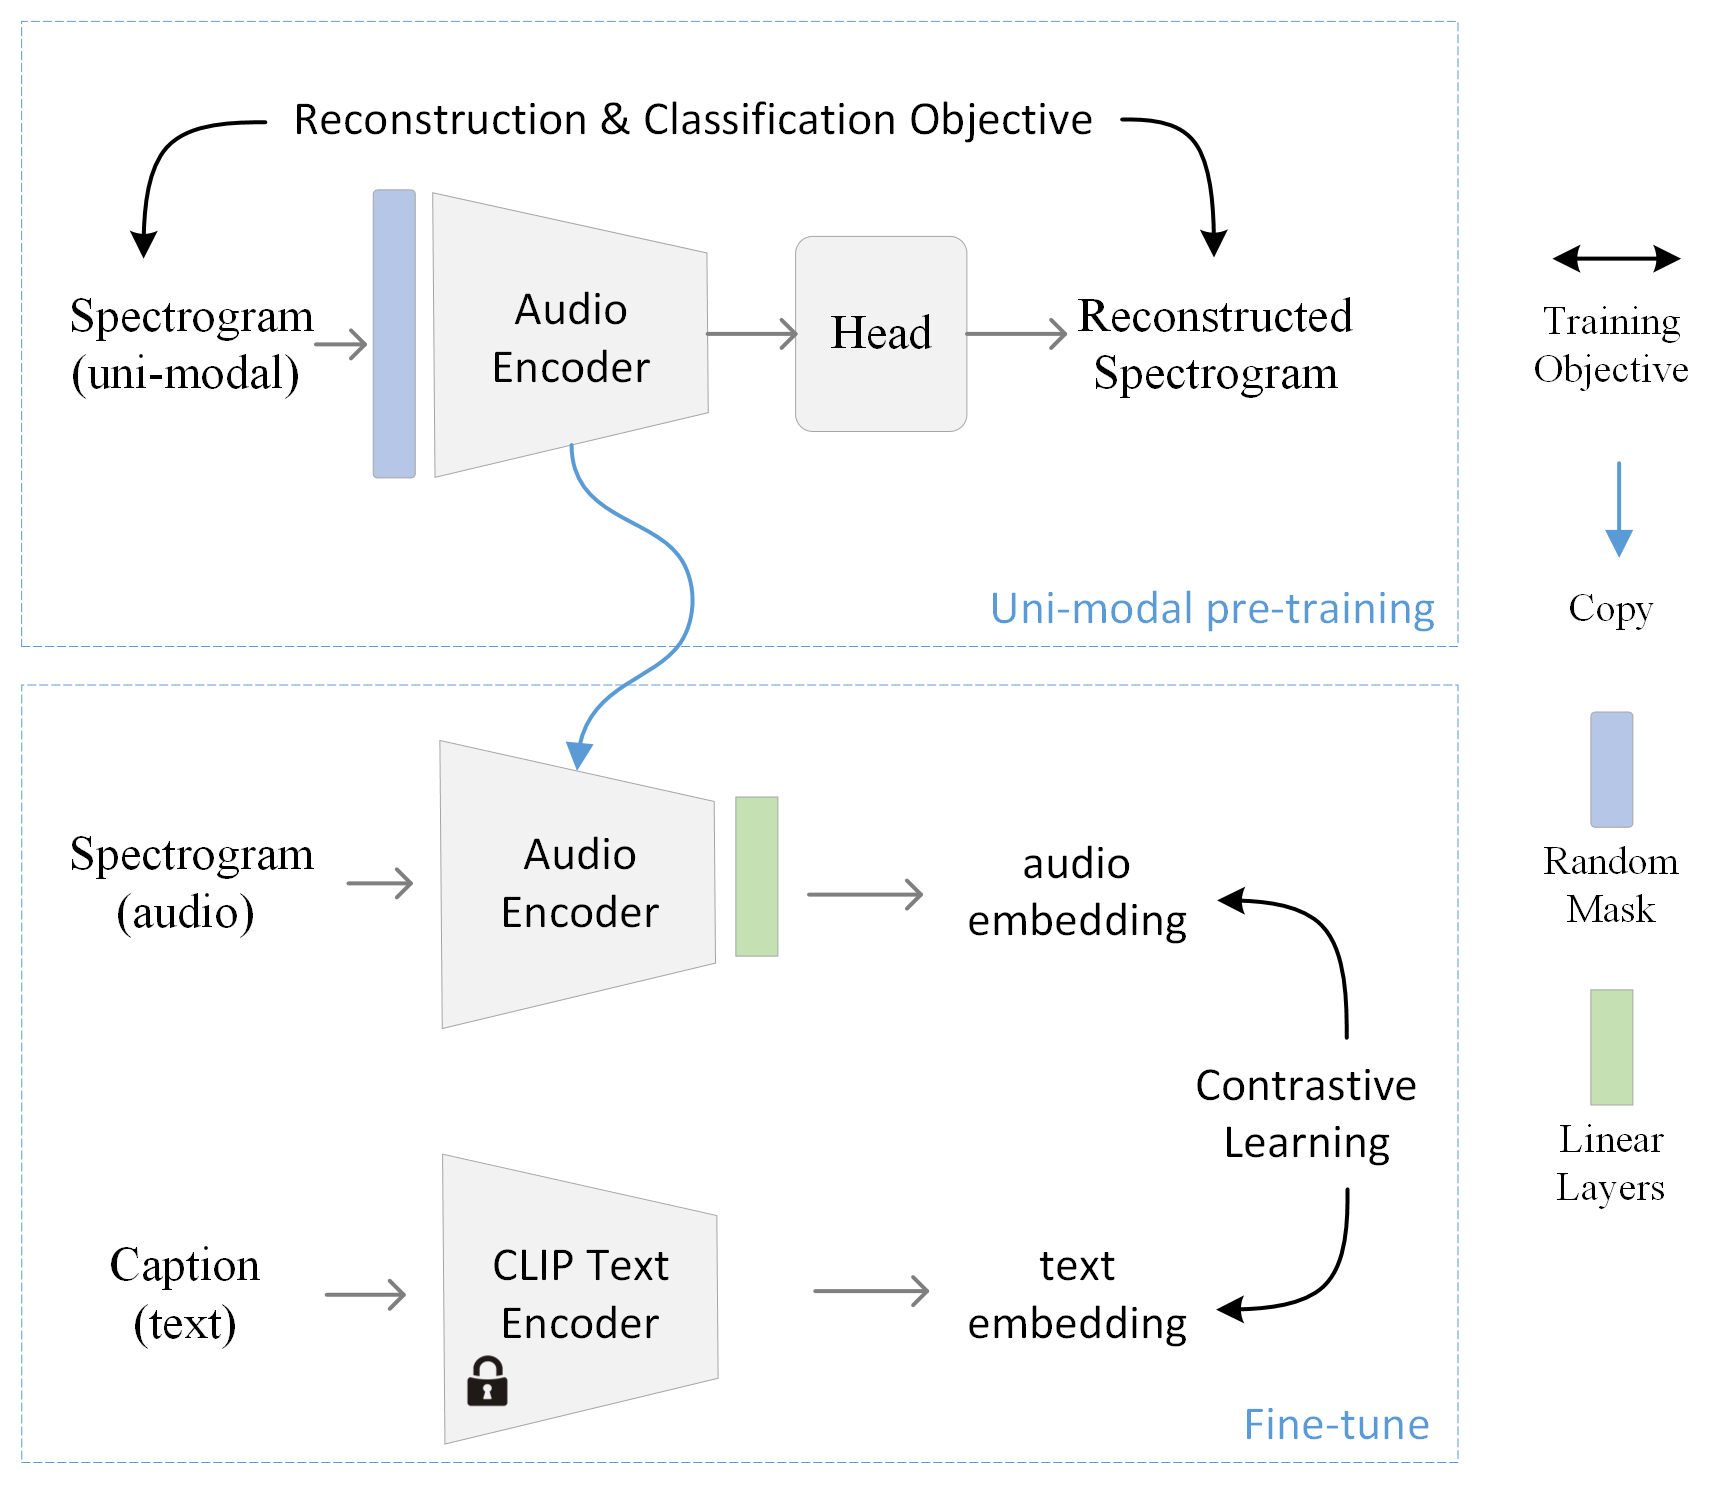 Reconstruction & Classification Objective
Spectrogram
(uni-modal)
Audio
Encoder
Head
Reconstructed
Spectrogram
Uni-modal pre-training
Spectrogram
(audio)
Audio
Encoder
audio
embedding
Contrastive
Learning
Caption
(text)
CLIP Text
Encoder
text
embedding
Fine-tune
Training
Objective
Copy
Random
Mask
Linear
Layers